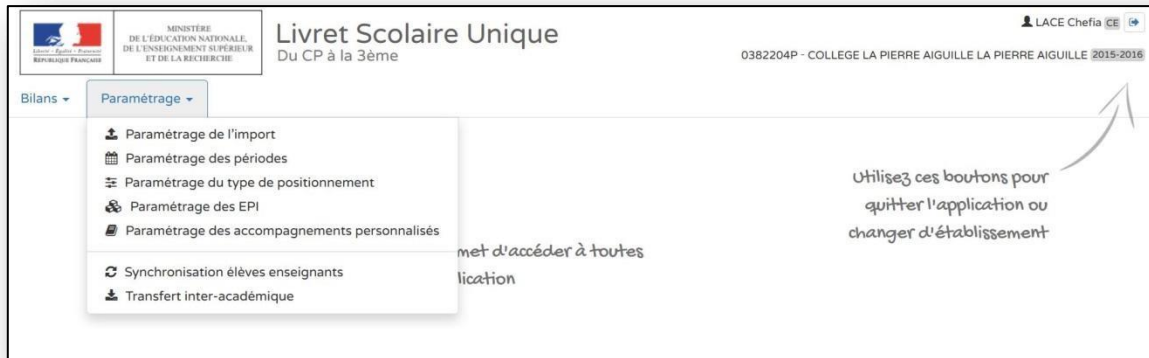 Liberté • Égalité • Fraternité
RÉPUBLIQUE FRANÇAISE
MINISTÈRE
DE L'ÉDUCATION NATIONALE,
DE L'ENSEIGNEMENT SUPÉRIEUR
ET DE LA RECHERCHE
Livret Scolaire Unique
Du CP à la 3ème
LACE Chefia CE
0382204P - COLLEGE LA PIERRE AIGUILLE LA PIERRE AIGUILLE 2015-2016
Bilans
Paramétrage
Paramétrage de l'import
Paramétrage des périodes
Paramétrage du type de positionnement
Paramétrage des EPI
Paramétrage des accompagnements personnalisés
Synchronisation élèves enseignants
Transfert inter-académique
met d'accéder à toutes
lication
Utilisez ces boutons pour
quitter l'application ou
changer d'établissement